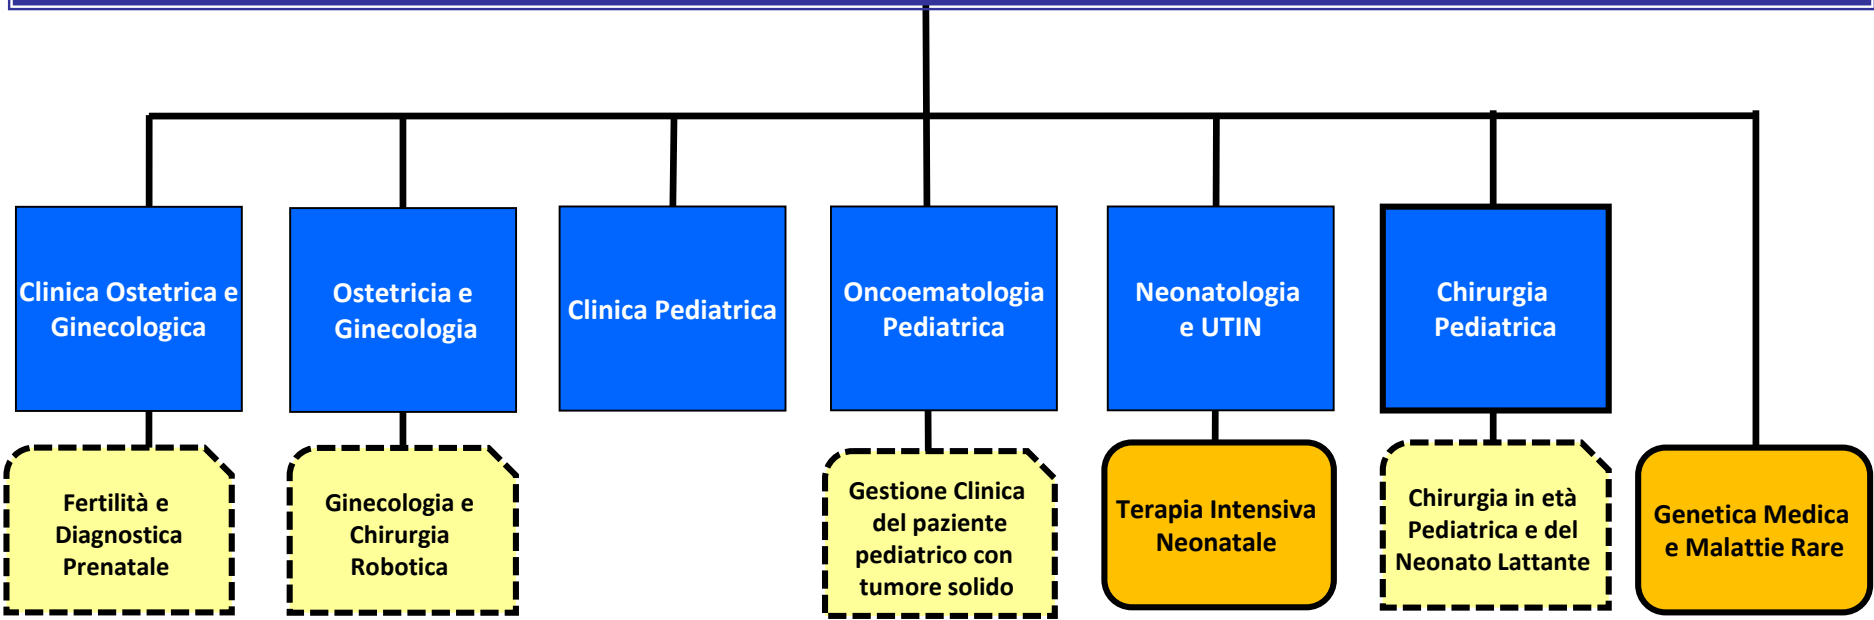 Clinica Ostetrica e
Ginecologica
Ostetricia e
Ginecologia
Clinica Pediatrica
Oncoematologia
Pediatrica
Neonatologia
e UTIN
Chirurgia
Pediatrica
Fertilità e
Diagnostica
Prenatale
Ginecologia e
Chirurgia
Robotica
Gestione Clinica
del paziente
pediatrico con
tumore solido
Terapia Intensiva
Neonatale
Chirurgia in età
Pediatrica e del
Neonato Lattante
Genetica Medica
e Malattie Rare